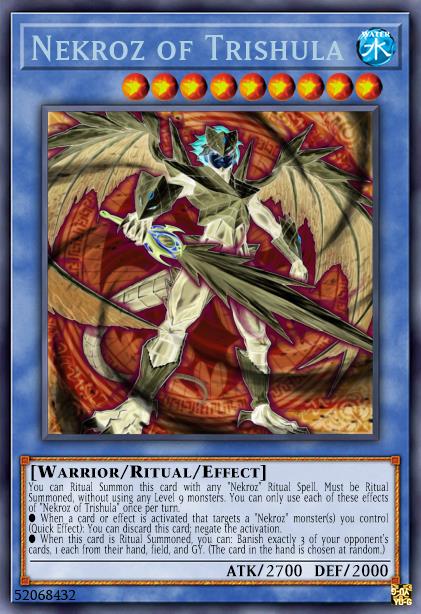 Nekroz of Trishula
WATER
水
[Warrior/Ritual/Effect]
You can Ritual Summon this card with any "Nekroz" Ritual Spell. Must be Ritual
Summoned, without using any Level 9 monsters. You can only use each of these effects
of "Nekroz of Trishula" once per turn.
● When a card or effect is activated that targets a "Nekroz" monster(s) you control
(Quick Effect): You can discard this card; negate the activation.
● When this card is Ritual Summoned, you can: Banish exactly 3 of your opponent's
cards, 1 each from their hand, field, and GY. (The card in the hand is chosen at random.)
ATK/2700 DEF/2000
52068432